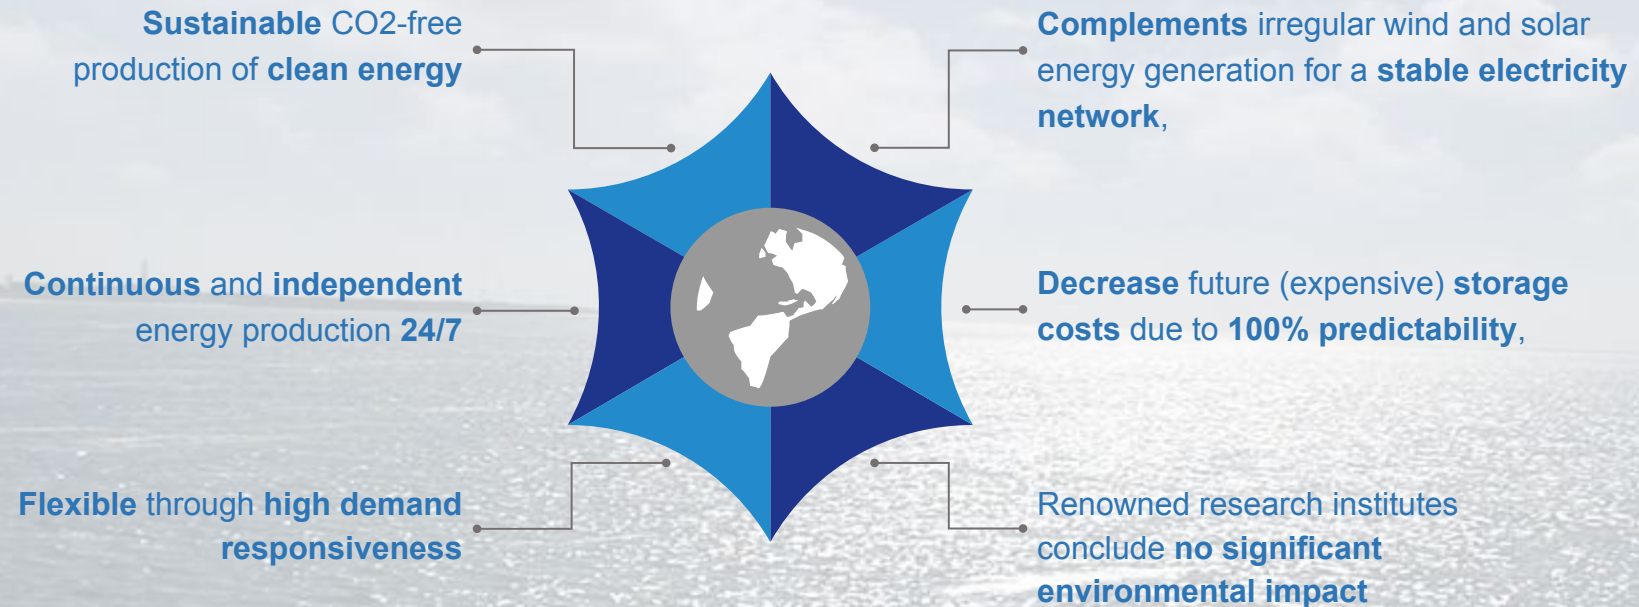 Sustainable CO2-free
production of clean energy
Continuous and independent
energy production 24/7
Flexible through high demand
responsiveness
Complements irregular wind and solar
energy generation for a stable electricity
network,
Decrease future (expensive) storage
costs due to 100% predictability,
Renowned research institutes
conclude no significant
environmental impact